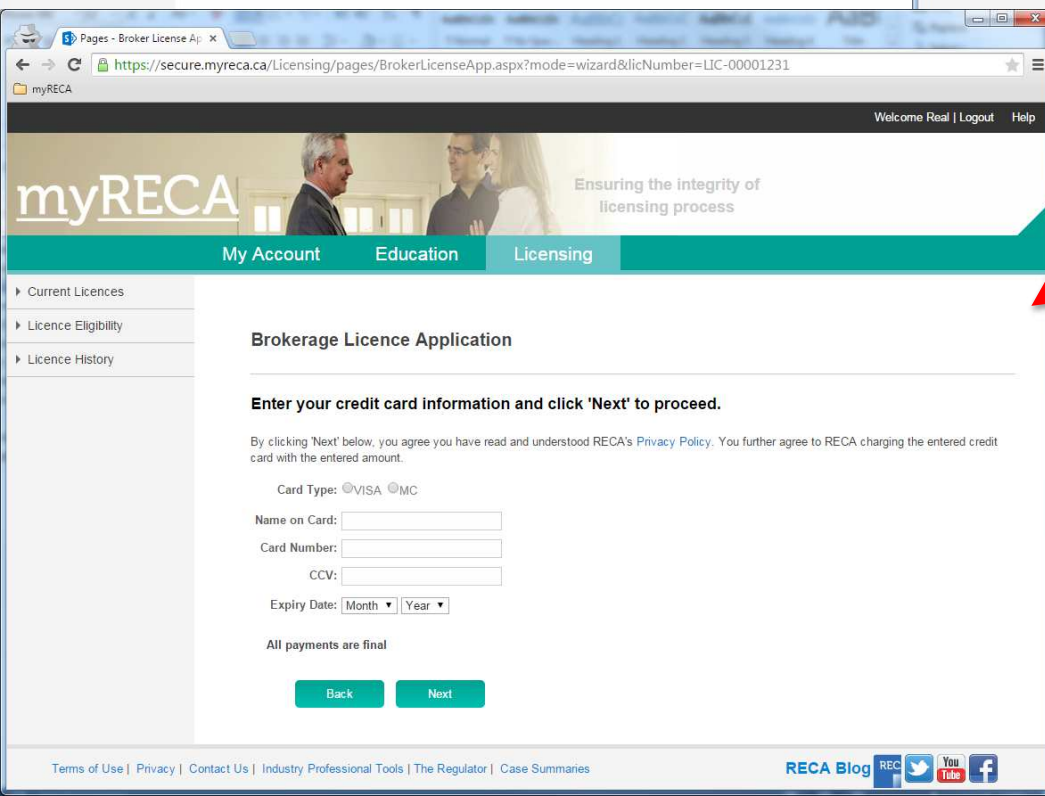 Pages - Broker License Ap
https://secure.myreca.ca/Licensing/pages/BrokerLicenseApp.aspx?mode=wizard&licNumber=LIC-00001231
myRECA
Welcome Real | Logout Help
myRECA
Ensuring the integrity of
licensing process
My Account Education Licensing
Current Licences
Licence Eligibility
Licence History
Brokerage Licence Application
Enter your credit card information and click 'Next' to proceed.
By clicking 'Next' below, you agree you have read and understood RECA's Privacy Policy. You further agree to RECA charging the entered credit
card with the entered amount.
Card Type: VISA MC
Name on Card:
Card Number:
CCV:
Expiry Date: Month Year
All payments are final
Back Next
Terms of Use | Privacy | Contact Us | Industry Professional Tools | The Regulator | Case Summaries
RECA Blog REC You Tube f